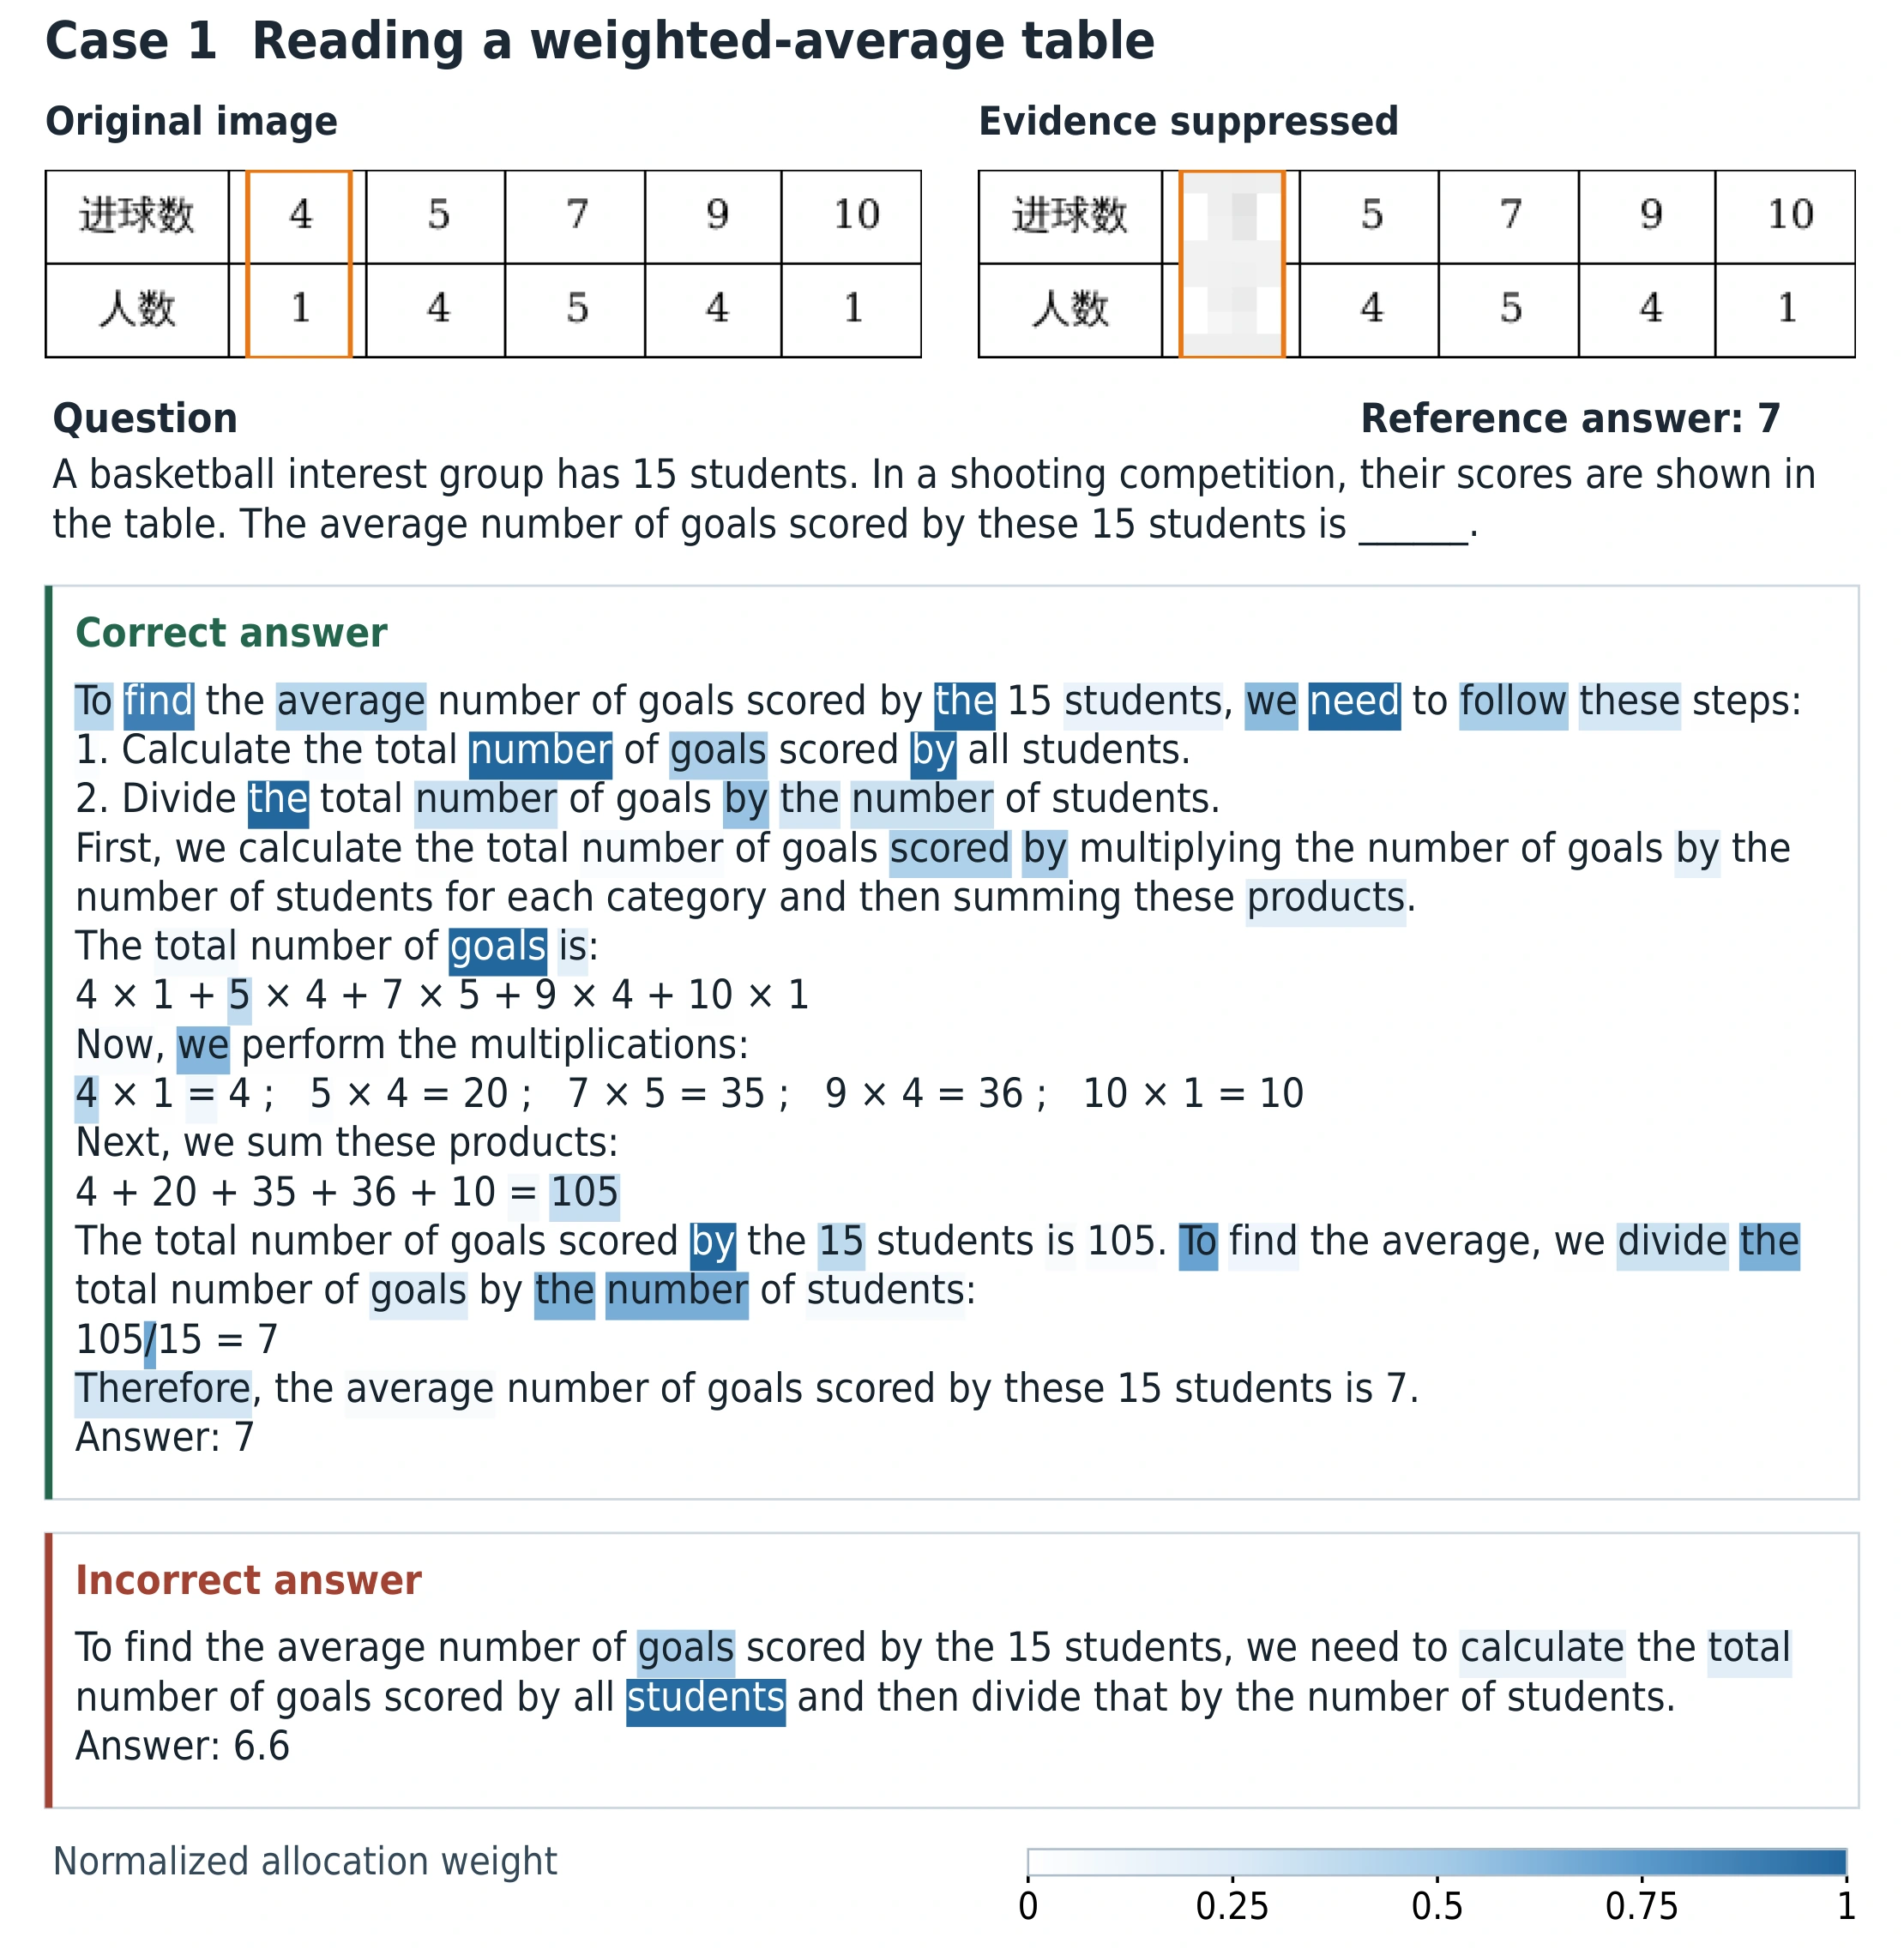 Case 1 Reading a weighted-average table
Original image
Evidence suppressed
进球数 4 5 7 9 10
人数 1 4 5 4 1
进球数 5 7 9 10
人数 4 5 4 1
Question
Reference answer: 7
A basketball interest group has 15 students. In a shooting competition, their scores are shown in
the table. The average number of goals scored by these 15 students is ______.
Correct answer
To find the average number of goals scored by the 15 students, we need to follow these steps:
1. Calculate the total number of goals scored by all students.
2. Divide the total number of goals by the number of students.
First, we calculate the total number of goals scored by multiplying the number of goals by the
number of students for each category and then summing these products.
The total number of goals is:
4 × 1 + 5 × 4 + 7 × 5 + 9 × 4 + 10 × 1
Now, we perform the multiplications:
4 × 1 = 4 ; 5 × 4 = 20 ; 7 × 5 = 35 ; 9 × 4 = 36 ; 10 × 1 = 10
Next, we sum these products:
4 + 20 + 35 + 36 + 10 = 105
The total number of goals scored by the 15 students is 105. To find the average, we divide the
total number of goals by the number of students:
105/15 = 7
Therefore, the average number of goals scored by these 15 students is 7.
Answer: 7
Incorrect answer
To find the average number of goals scored by the 15 students, we need to calculate the total
number of goals scored by all students and then divide that by the number of students.
Answer: 6.6
Normalized allocation weight
0 0.25 0.5 0.75 1